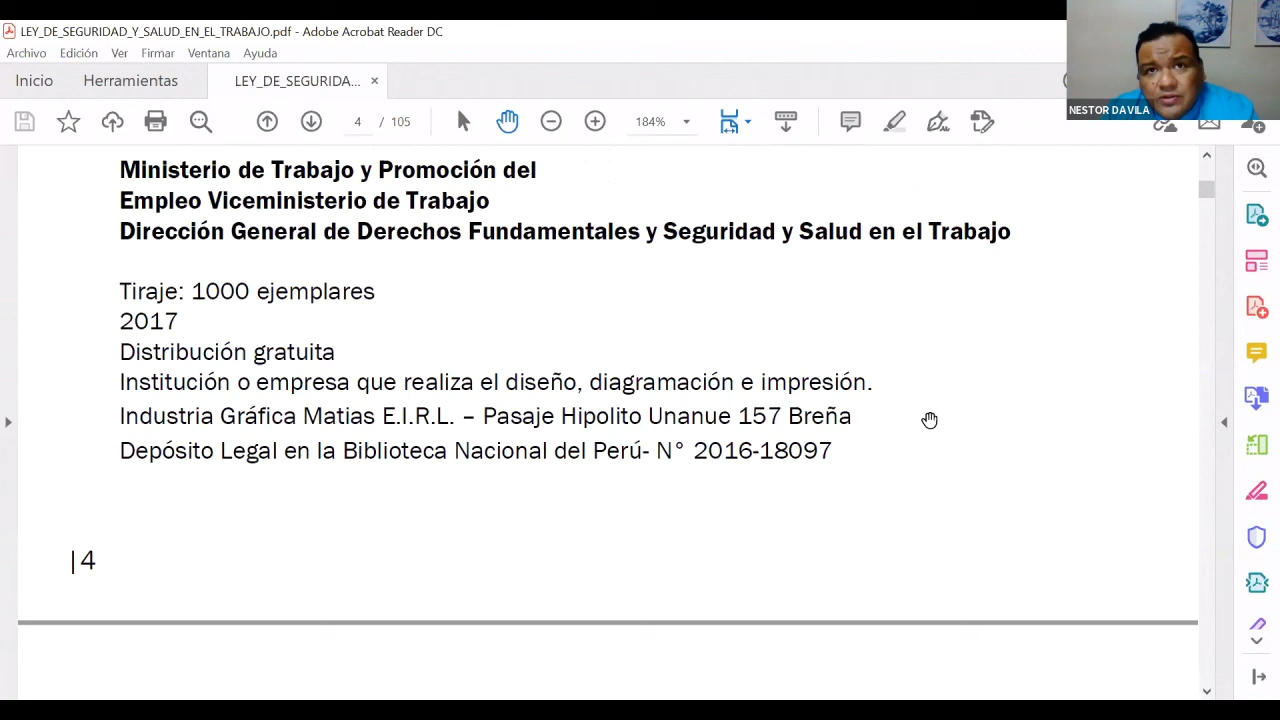 LEY_DE_SEGURIDAD_Y_SALUD_EN_EL_TRABAJO.pdf - Adobe Acrobat Reader DC
Archivo Edición Ver Firmar Ventana Ayuda
Inicio Herramientas LEY_DE_SEGURIDA... ×
NESTOR DAVILA
4 / 105 184%
Ministerio de Trabajo y Promoción del
Empleo Viceministerio de Trabajo
Dirección General de Derechos Fundamentales y Seguridad y Salud en el Trabajo
Tiraje: 1000 ejemplares
2017
Distribución gratuita
Institución o empresa que realiza el diseño, diagramación e impresión.
Industria Gráfica Matias E.I.R.L. – Pasaje Hipolito Unanue 157 Breña
Depósito Legal en la Biblioteca Nacional del Perú- N° 2016-18097
|4